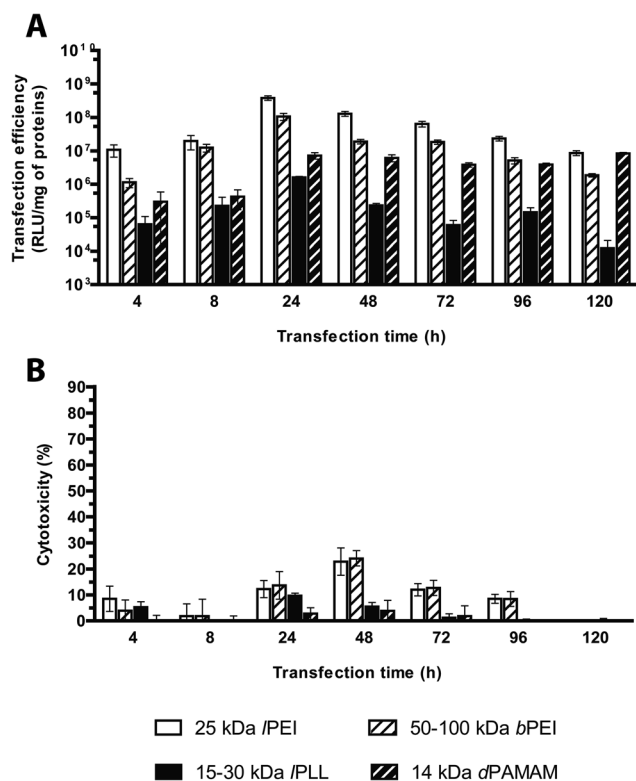 A
Transfection efficiency
(RLU/mg of proteins)
10^10
10^9
10^8
10^7
10^6
10^5
10^4
10^3
4 8 24 48 72 96 120
Transfection time (h)
B
Cytotoxicity (%)
90
80
70
60
50
40
30
20
10
0
4 8 24 48 72 96 120
Transfection time (h)
25 kDa lPEI 50-100 kDa bPEI
15-30 kDa lPLL 14 kDa dPAMAM